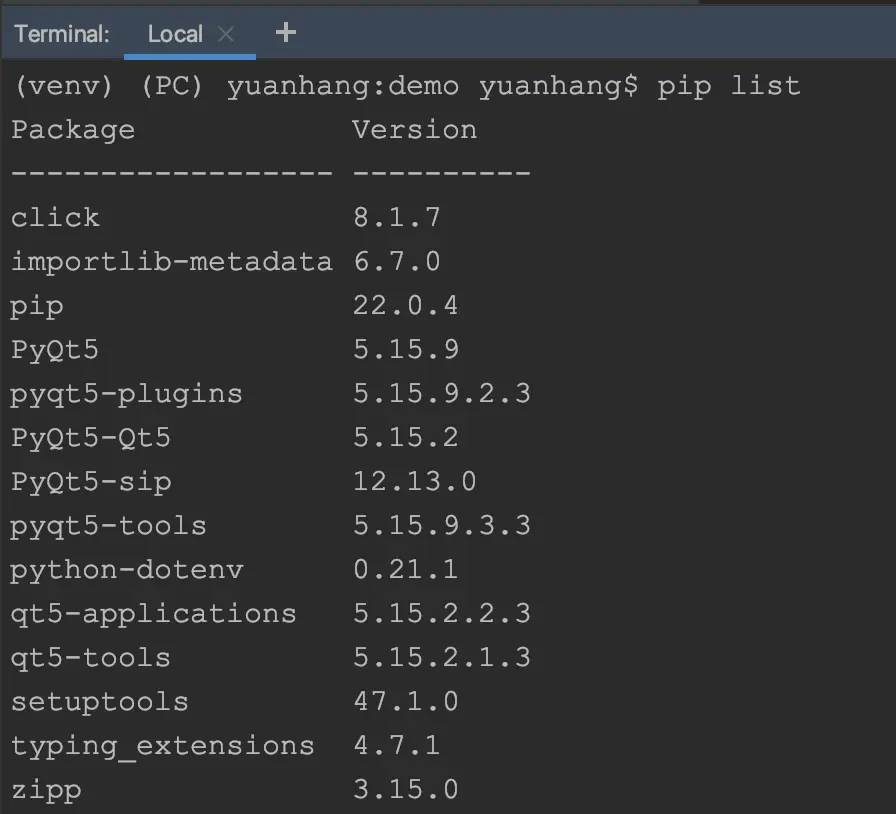 Terminal: Local × +
(venv) (PC) yuanhang:demo yuanhang$ pip list
Package Version
------------------ ----------
click 8.1.7
importlib-metadata 6.7.0
pip 22.0.4
PyQt5 5.15.9
pyqt5-plugins 5.15.9.2.3
PyQt5-Qt5 5.15.2
PyQt5-sip 12.13.0
pyqt5-tools 5.15.9.3.3
python-dotenv 0.21.1
qt5-applications 5.15.2.2.3
qt5-tools 5.15.2.1.3
setuptools 47.1.0
typing_extensions 4.7.1
zipp 3.15.0